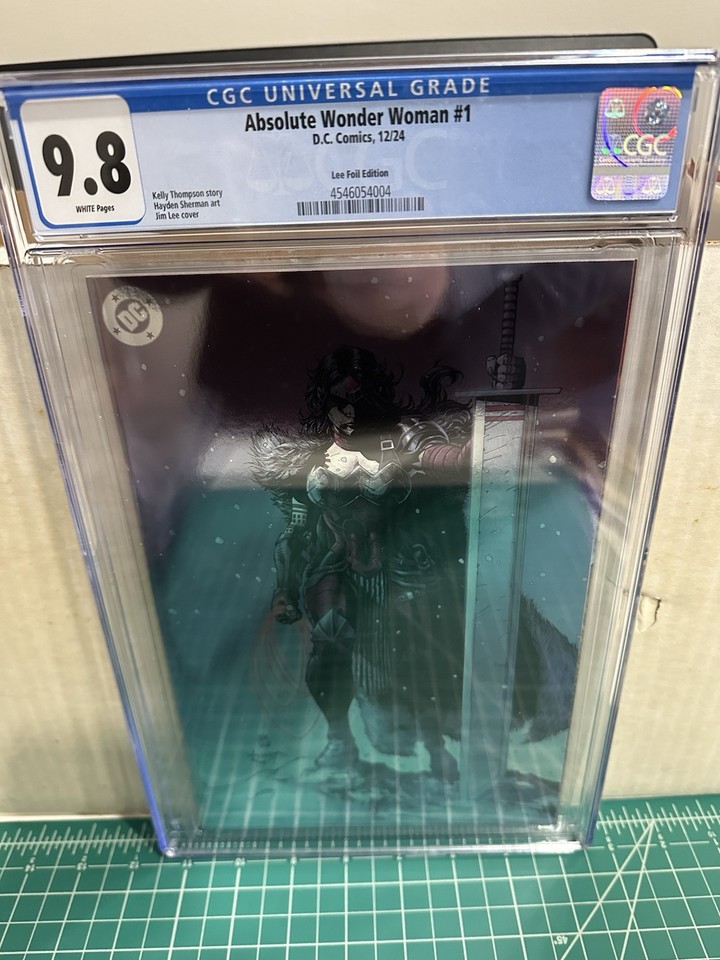 CGC UNIVERSAL GRADE
9.8
WHITE Pages
Absolute Wonder Woman #1
D.C. Comics, 12/24
Lee Foil Edition
4546054004
Kelly Thompson story
Hayden Sherman art
Jim Lee cover
CGC
DC
45°